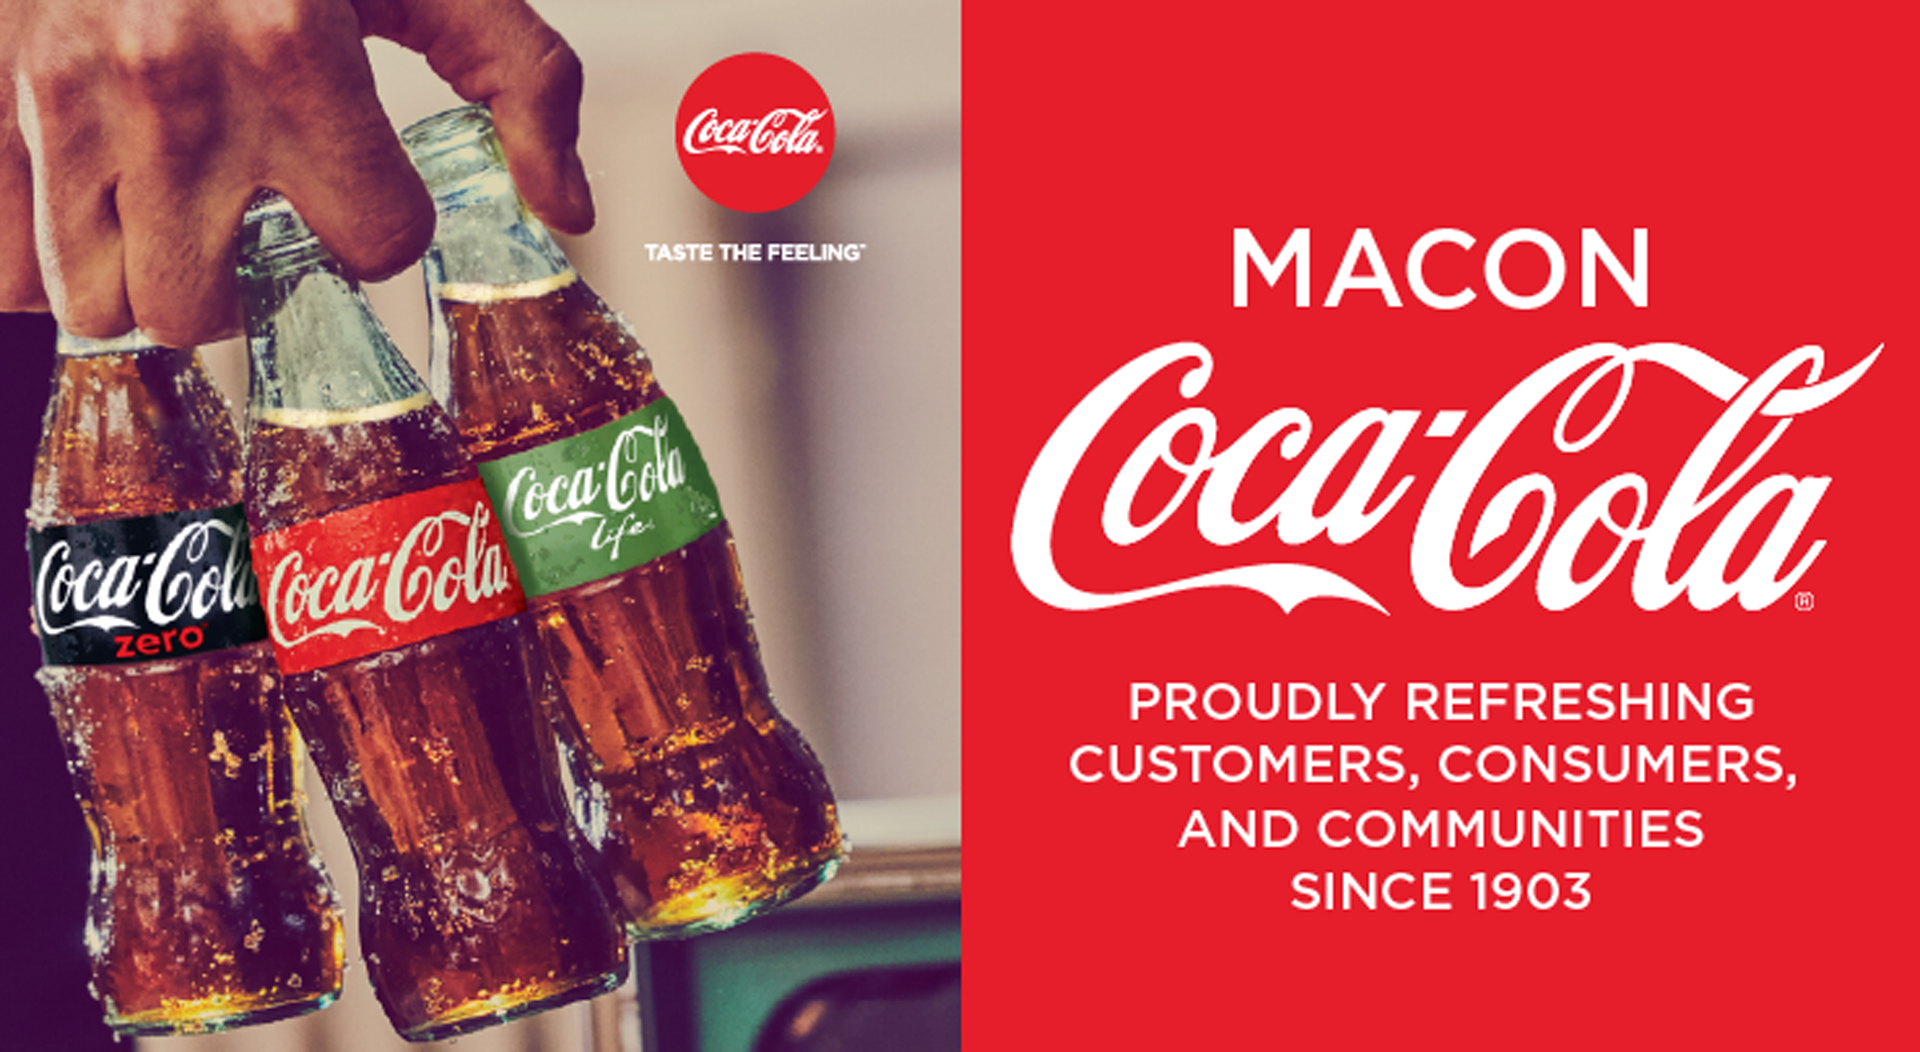 Coca-Cola
TASTE THE FEELING™
Coca-Cola
zero
Coca-Cola
Coca-Cola
life
MACON
Coca-Cola®
PROUDLY REFRESHING
CUSTOMERS, CONSUMERS,
AND COMMUNITIES
SINCE 1903